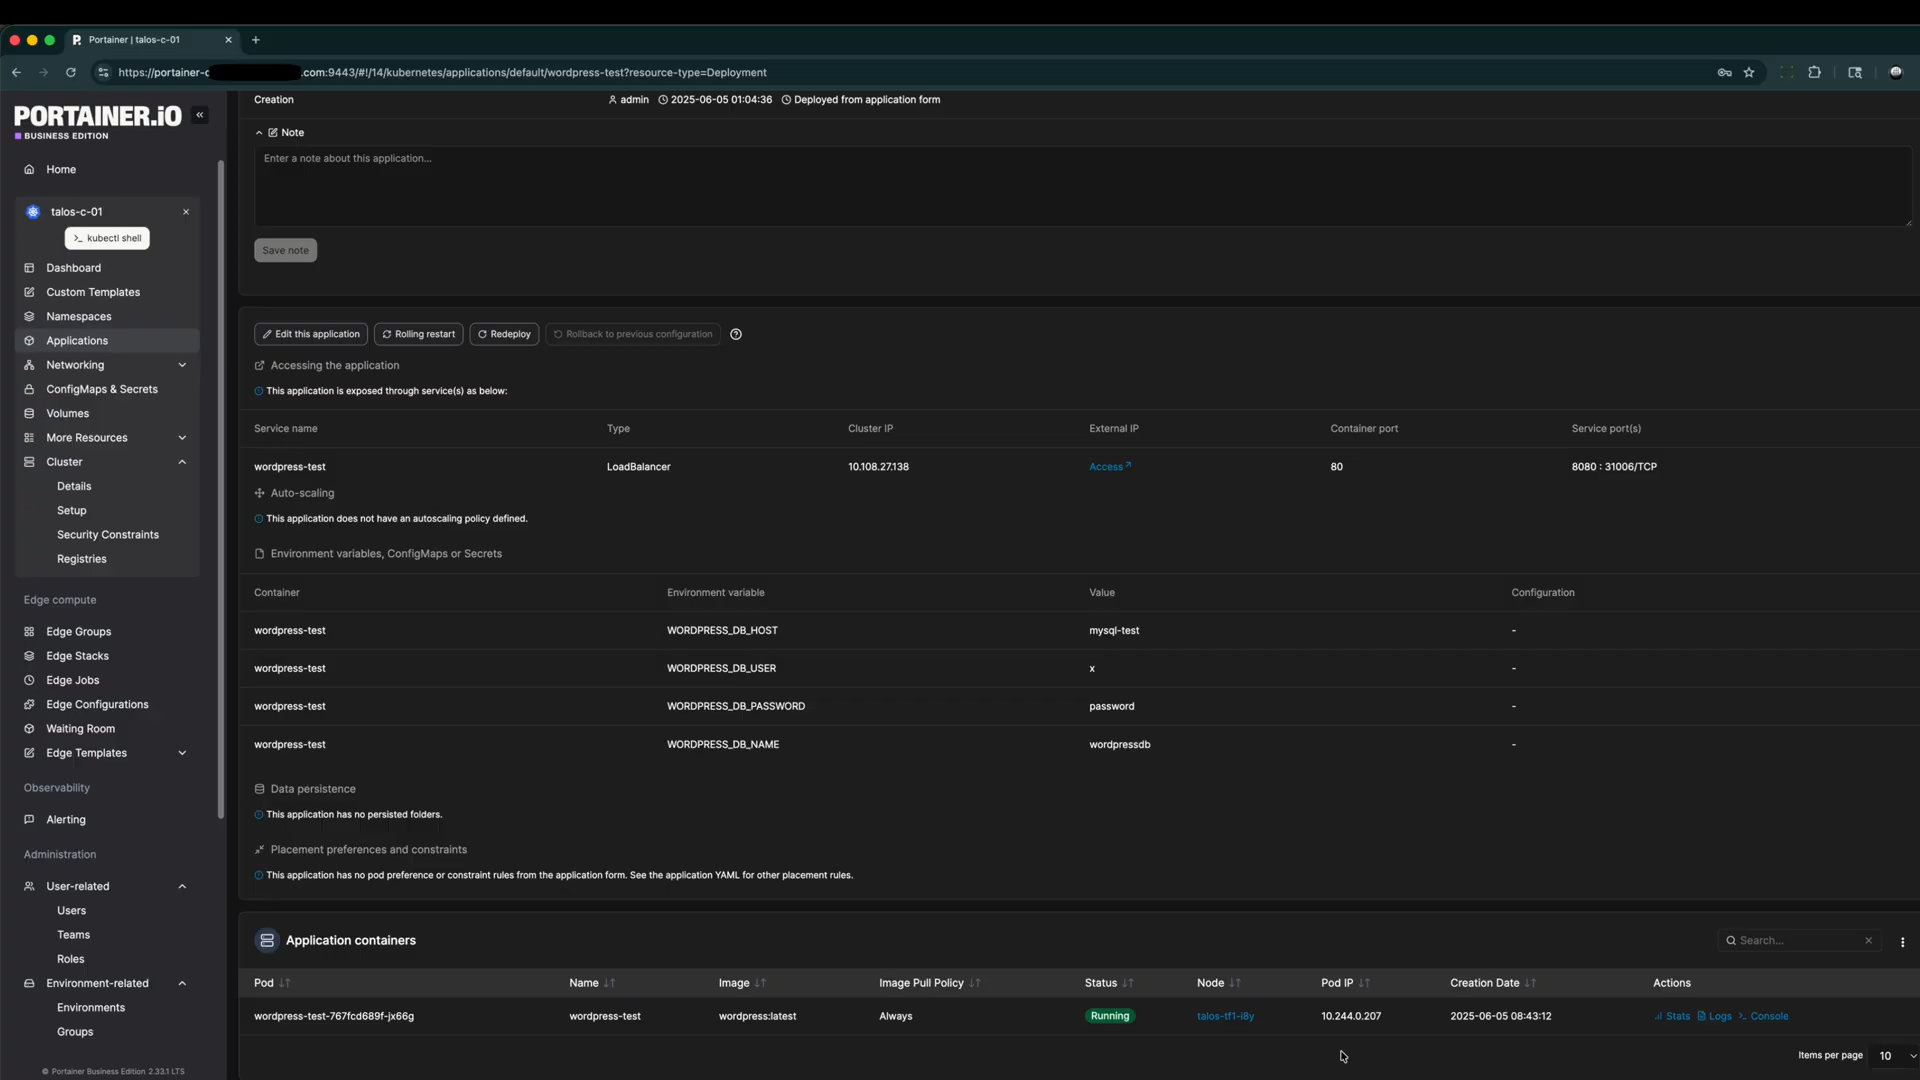 Portainer | talos-c-01
https://portainer-c .com:9443/#!/14/kubernetes/applications/default/wordpress-test?resource-type=Deployment
PORTAINER.iO
BUSINESS EDITION
Home
talos-c-01
>_ kubectl shell
Dashboard
Custom Templates
Namespaces
Applications
Networking
ConfigMaps & Secrets
Volumes
More Resources
Cluster
Details
Setup
Security Constraints
Registries
Edge compute
Edge Groups
Edge Stacks
Edge Jobs
Edge Configurations
Waiting Room
Edge Templates
Observability
Alerting
Administration
User-related
Users
Teams
Roles
Environment-related
Environments
Groups
© Portainer Business Edition 2.33.1 LTS
Creation admin 2025-06-05 01:04:36 Deployed from application form
Note
Enter a note about this application...
Save note
Edit this application Rolling restart Redeploy Rollback to previous configuration
Accessing the application
This application is exposed through service(s) as below:
Service name Type Cluster IP External IP Container port Service port(s)
wordpress-test LoadBalancer 10.108.27.138 Access 80 8080 : 31006/TCP
Auto-scaling
This application does not have an autoscaling policy defined.
Environment variables, ConfigMaps or Secrets
Container Environment variable Value Configuration
wordpress-test WORDPRESS_DB_HOST mysql-test -
wordpress-test WORDPRESS_DB_USER x -
wordpress-test WORDPRESS_DB_PASSWORD password -
wordpress-test WORDPRESS_DB_NAME wordpressdb -
Data persistence
This application has no persisted folders.
Placement preferences and constraints
This application has no pod preference or constraint rules from the application form. See the application YAML for other placement rules.
Application containers Search...
Pod Name Image Image Pull Policy Status Node Pod IP Creation Date Actions
wordpress-test-767fcd689f-jx66g wordpress-test wordpress:latest Always Running talos-tf1-i8y 10.244.0.207 2025-06-05 08:43:12 Stats Logs Console
Items per page 10